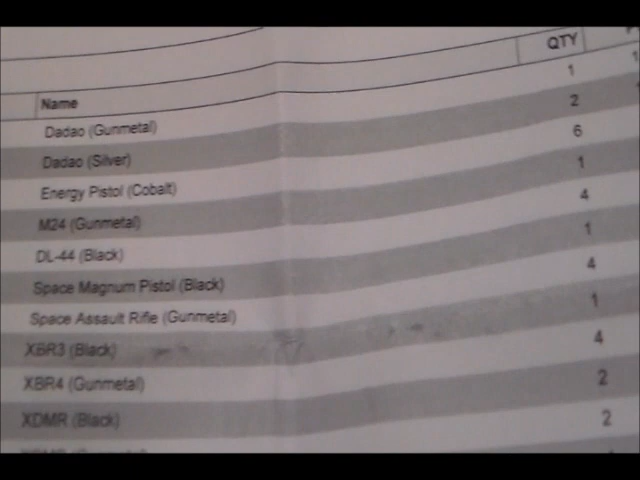 Name QTY
Dadao (Gunmetal) 1
Dadao (Silver) 2
Energy Pistol (Cobalt) 6
M24 (Gunmetal) 1
DL-44 (Black) 4
Space Magnum Pistol (Black) 1
Space Assault Rifle (Gunmetal) 4
XBR3 (Black) 1
XBR4 (Gunmetal) 4
XDMR (Black) 2
2